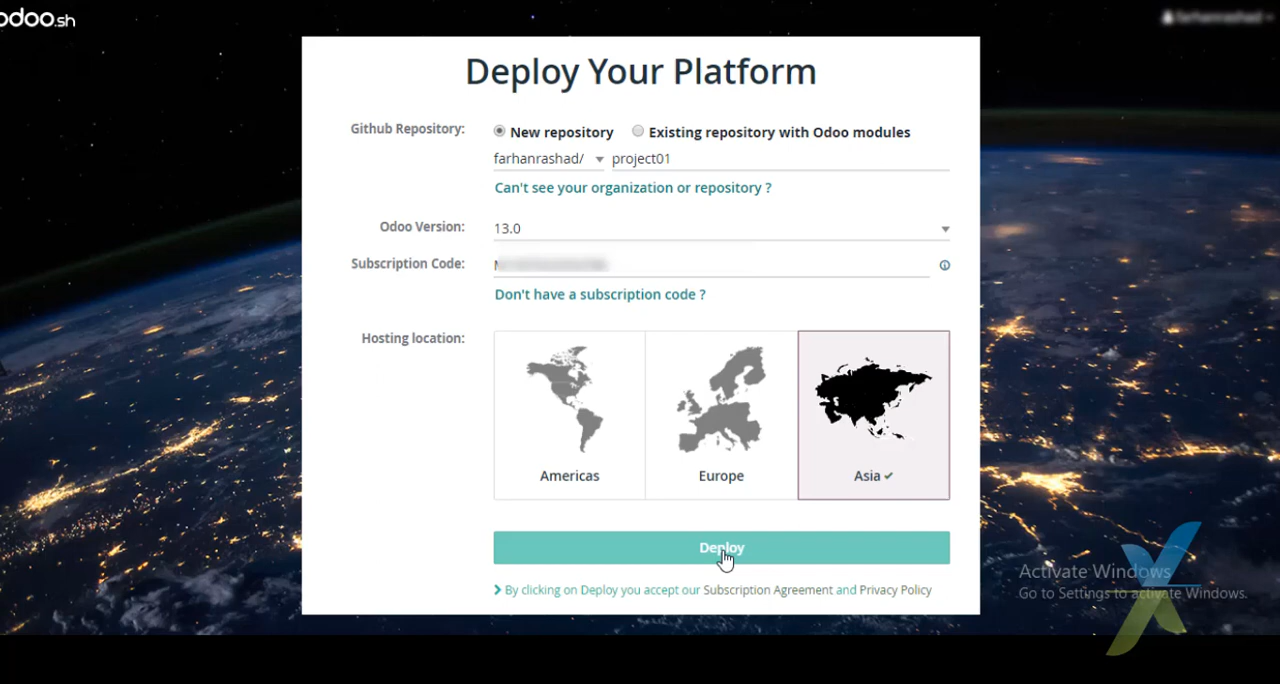 odoo.sh
Deploy Your Platform
Github Repository:
New repository
Existing repository with Odoo modules
farhanrashad/
project01
Can't see your organization or repository ?
Odoo Version:
13.0
Subscription Code:
Don't have a subscription code ?
Hosting location:
Americas
Europe
Asia
Deploy
By clicking on Deploy you accept our Subscription Agreement and Privacy Policy
Activate Windows
Go to Settings to activate Windows.